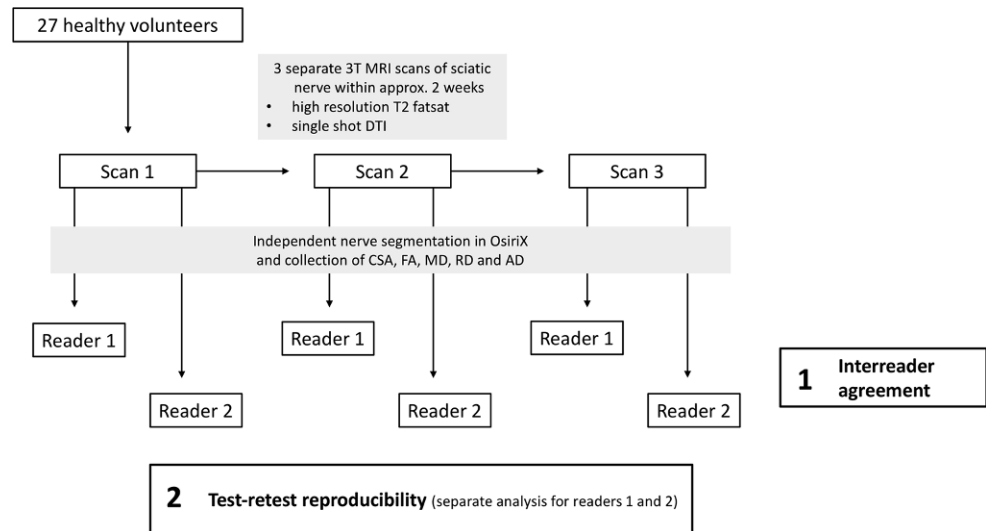 27 healthy volunteers
3 separate 3T MRI scans of sciatic
nerve within approx. 2 weeks
• high resolution T2 fatsat
• single shot DTI
Scan 1
Scan 2
Scan 3
Independent nerve segmentation in OsiriX
and collection of CSA, FA, MD, RD and AD
Reader 1
Reader 1
Reader 1
Reader 2
Reader 2
Reader 2
1 Interreader
agreement
2 Test-retest reproducibility (separate analysis for readers 1 and 2)